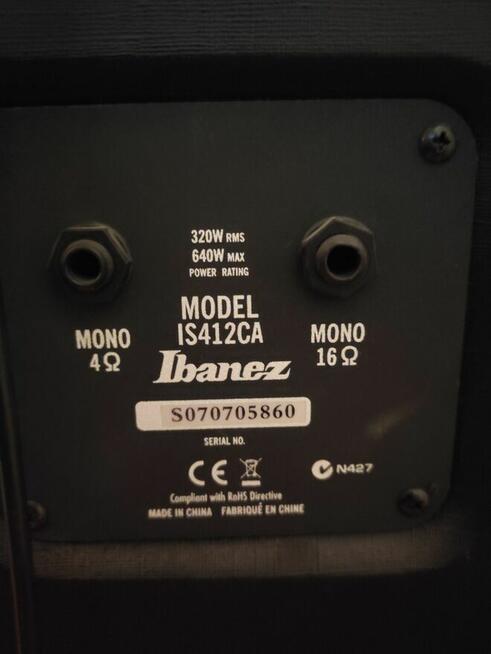 320W RMS
640W MAX
POWER RATING
MODEL
IS412CA
MONO
4Ω
MONO
16Ω
Ibanez
S070705860
SERIAL NO.
CE
N427
Compliant with RoHS Directive
MADE IN CHINA FABRIQUÉ EN CHINE